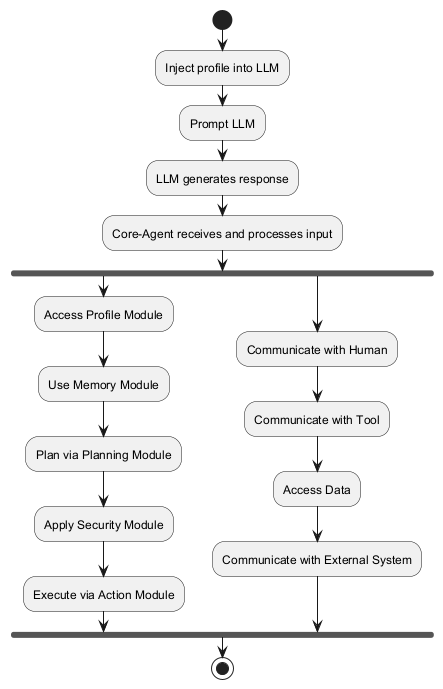 Inject profile into LLM
Prompt LLM
LLM generates response
Core-Agent receives and processes input
Access Profile Module
Use Memory Module
Plan via Planning Module
Apply Security Module
Execute via Action Module
Communicate with Human
Communicate with Tool
Access Data
Communicate with External System